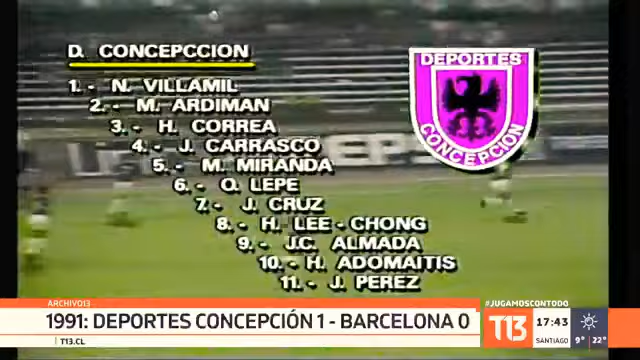 D. CONCEPCCION
1.- N. VILLAMIL
2.- M. ARDIMAN
3.- H. CORREA
4.- J. CARRASCO
5.- M. MIRANDA
6.- O. LEPE
7.- J. CRUZ
8.- H. LEE-CHONG
9.- J.C. ALMADA
10.- H. ADOMAITIS
11.- J. PEREZ
DEPORTES
CONCEPCION
ARCHIVO13
#JUGAMOSCONTODO
1991: DEPORTES CONCEPCIÓN 1 - BARCELONA 0
T13.CL
T13
17:43
SANTIAGO
9° 22°